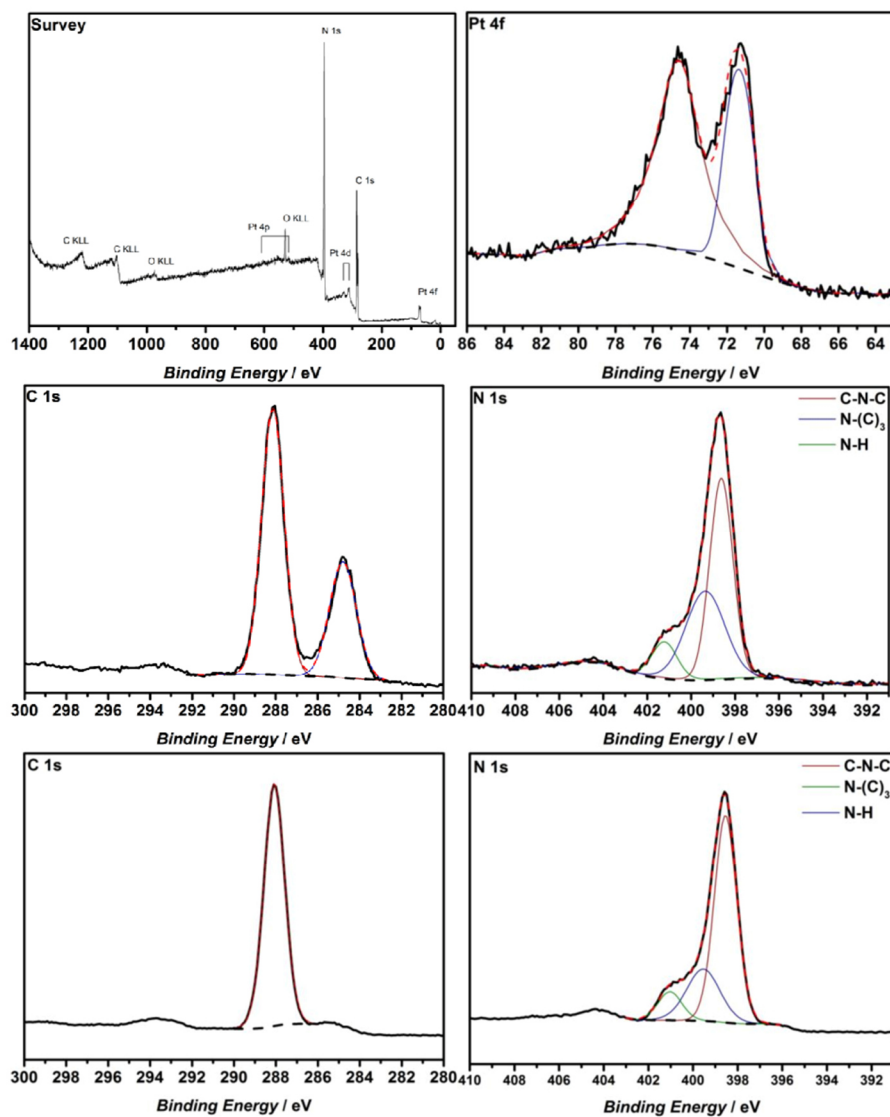 Survey
N 1s
C 1s
O KLL
Pt 4p
C KLL
C KLL
O KLL
Pt 4d
Pt 4f
1400 1200 1000 800 600 400 200 0
Binding Energy / eV
Pt 4f
86 84 82 80 78 76 74 72 70 68 66 64
Binding Energy / eV
C 1s
300 298 296 294 292 290 288 286 284 282 280
Binding Energy / eV
N 1s
C-N-C
N-(C)3
N-H
410 408 406 404 402 400 398 396 394 392
Binding Energy / eV
C 1s
300 298 296 294 292 290 288 286 284 282 280
Binding Energy / eV
N 1s
C-N-C
N-(C)3
N-H
410 408 406 404 402 400 398 396 394 392
Binding Energy / eV